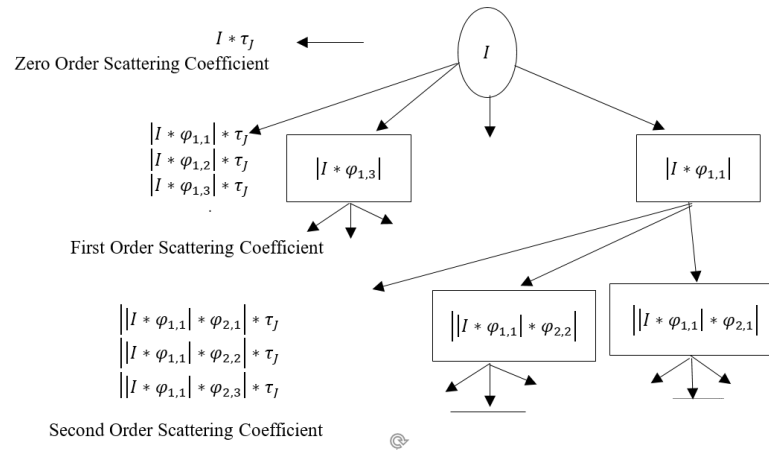 I ∗ τ_J
Zero Order Scattering Coefficient
I
|I ∗ φ_{1,1}| ∗ τ_J
|I ∗ φ_{1,2}| ∗ τ_J
|I ∗ φ_{1,3}| ∗ τ_J
.
|I ∗ φ_{1,3}|
|I ∗ φ_{1,1}|
First Order Scattering Coefficient
||I ∗ φ_{1,1}| ∗ φ_{2,1}| ∗ τ_J
||I ∗ φ_{1,1}| ∗ φ_{2,2}| ∗ τ_J
||I ∗ φ_{1,1}| ∗ φ_{2,3}| ∗ τ_J
||I ∗ φ_{1,1}| ∗ φ_{2,2}|
||I ∗ φ_{1,1}| ∗ φ_{2,1}|
Second Order Scattering Coefficient